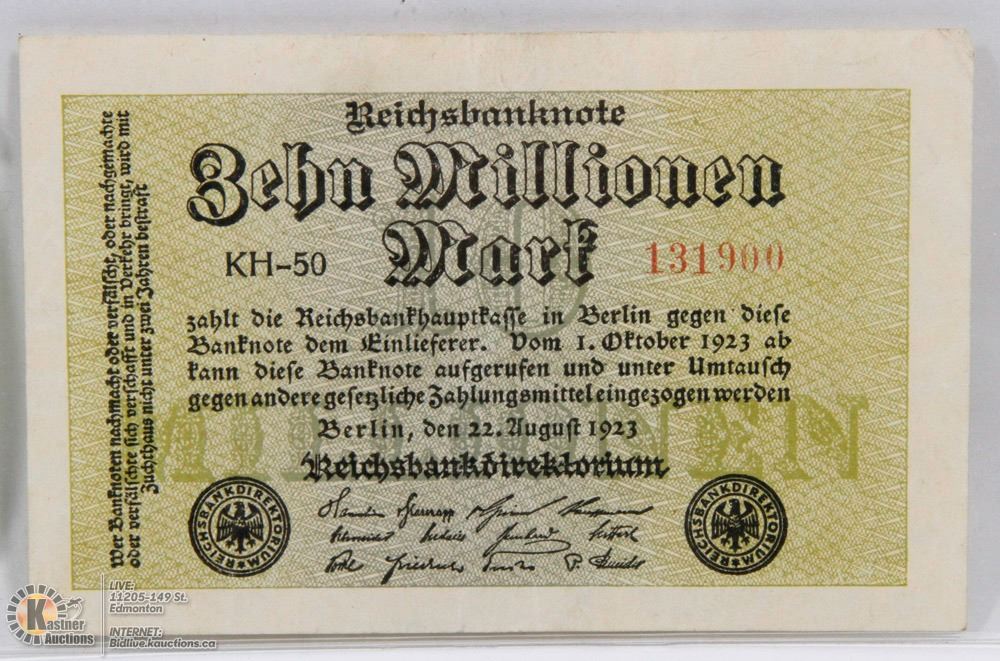 Reichsbanknote
Zehn Millionen
Mark
KH-50
131900
zahlt die Reichsbankhauptkasse in Berlin gegen diese
Banknote dem Einlieferer. Vom 1. Oktober 1923 ab
kann diese Banknote aufgerufen und unter Umtausch
gegen andere gesetzliche Zahlungsmittel eingezogen werden
Berlin, den 22. August 1923
Reichsbankdirektorium
Wer Banknoten nachmacht oder verfälscht, oder nachgemachte
oder verfälschte sich verschafft und in Verkehr bringt, wird mit
Zuchthaus nicht unter zwei Jahren bestraft
REICHSBANKDIREKTORIUM
REICHSBANKDIREKTORIUM
Kastner
Auctions
LIVE:
11205-149 St.
Edmonton
INTERNET:
Bidlive.kauctions.ca